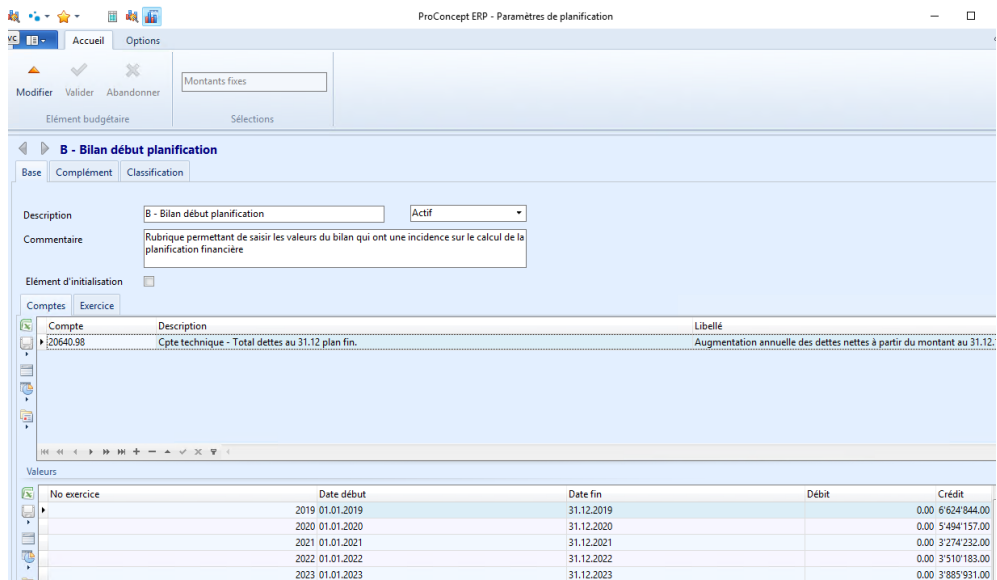 ProConcept ERP - Paramètres de planification
Accueil Options
Modifier Valider Abandonner
Montants fixes
Elément budgétaire Sélections
B - Bilan début planification
Base Complément Classification
Description B - Bilan début planification Actif
Commentaire Rubrique permettant de saisir les valeurs du bilan qui ont une incidence sur le calcul de la
planification financière
Elément d'initialisation
Comptes Exercice
Compte Description Libellé
20640.98 Cpte technique - Total dettes au 31.12 plan fin. Augmentation annuelle des dettes nettes à partir du montant au 31.12.
Valeurs
No exercice Date début Date fin Débit Crédit
2019 01.01.2019 31.12.2019 0.00 6'624'844.00
2020 01.01.2020 31.12.2020 0.00 5'494'157.00
2021 01.01.2021 31.12.2021 0.00 3'274'232.00
2022 01.01.2022 31.12.2022 0.00 3'510'183.00
2023 01.01.2023 31.12.2023 0.00 3'885'931.00